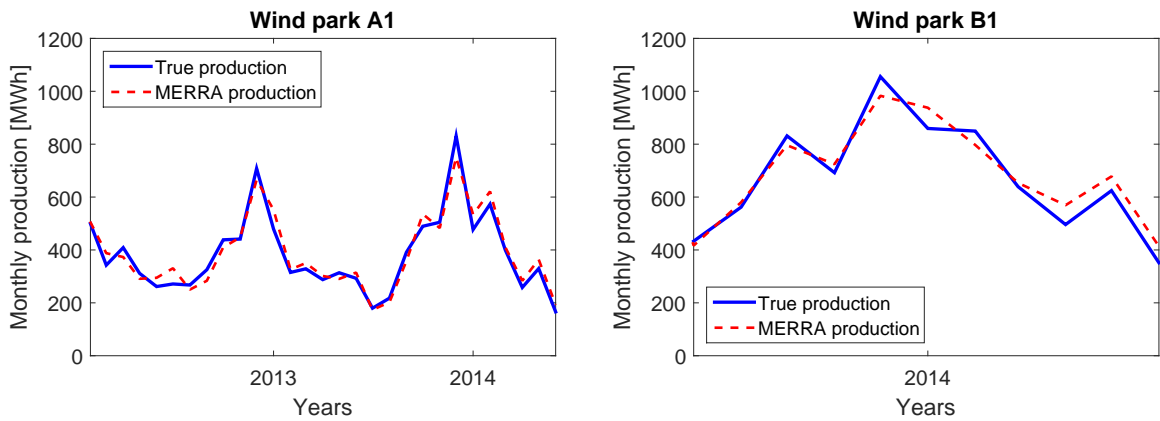 Wind park A1
Monthly production [MWh]
1200
1000
800
600
400
200
0
True production
MERRA production
2013
2014
Years
Wind park B1
Monthly production [MWh]
1200
1000
800
600
400
200
0
True production
MERRA production
2014
Years